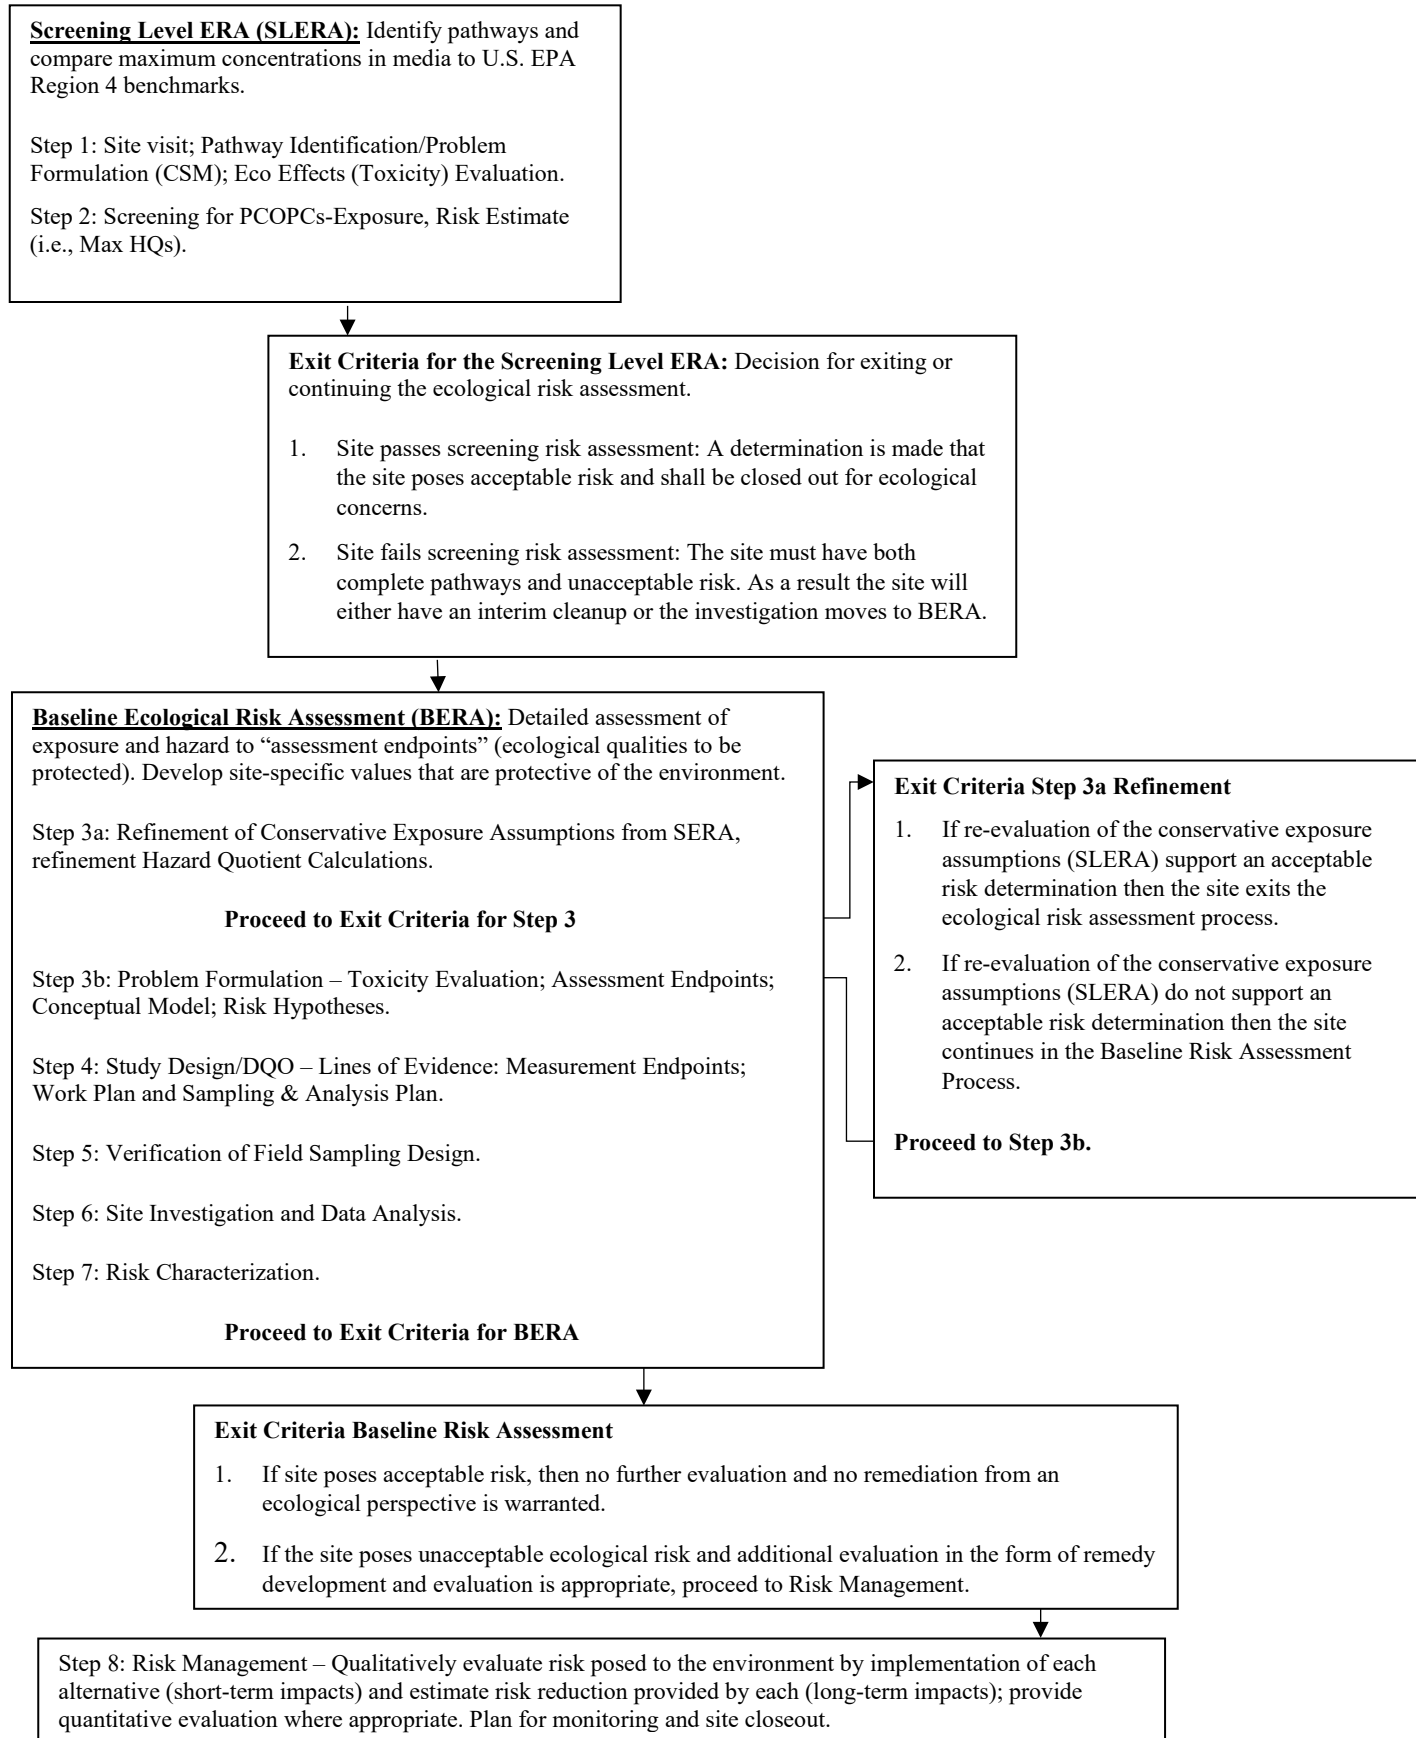 Screening Level ERA (SLERA): Identify pathways and
compare maximum concentrations in media to U.S. EPA
Region 4 benchmarks.
Step 1: Site visit; Pathway Identification/Problem
Formulation (CSM); Eco Effects (Toxicity) Evaluation.
Step 2: Screening for PCOPCs-Exposure, Risk Estimate
(i.e., Max HQs).
Exit Criteria for the Screening Level ERA: Decision for exiting or
continuing the ecological risk assessment.
1. Site passes screening risk assessment: A determination is made that
the site poses acceptable risk and shall be closed out for ecological
concerns.
2. Site fails screening risk assessment: The site must have both
complete pathways and unacceptable risk. As a result the site will
either have an interim cleanup or the investigation moves to BERA.
Baseline Ecological Risk Assessment (BERA): Detailed assessment of
exposure and hazard to “assessment endpoints” (ecological qualities to be
protected). Develop site-specific values that are protective of the environment.
Step 3a: Refinement of Conservative Exposure Assumptions from SERA,
refinement Hazard Quotient Calculations.
Proceed to Exit Criteria for Step 3
Step 3b: Problem Formulation – Toxicity Evaluation; Assessment Endpoints;
Conceptual Model; Risk Hypotheses.
Step 4: Study Design/DQO – Lines of Evidence: Measurement Endpoints;
Work Plan and Sampling & Analysis Plan.
Step 5: Verification of Field Sampling Design.
Step 6: Site Investigation and Data Analysis.
Step 7: Risk Characterization.
Proceed to Exit Criteria for BERA
Exit Criteria Step 3a Refinement
1. If re-evaluation of the conservative exposure
assumptions (SLERA) support an acceptable
risk determination then the site exits the
ecological risk assessment process.
2. If re-evaluation of the conservative exposure
assumptions (SLERA) do not support an
acceptable risk determination then the site
continues in the Baseline Risk Assessment
Process.
Proceed to Step 3b.
Exit Criteria Baseline Risk Assessment
1. If site poses acceptable risk, then no further evaluation and no remediation from an
ecological perspective is warranted.
2. If the site poses unacceptable ecological risk and additional evaluation in the form of remedy
development and evaluation is appropriate, proceed to Risk Management.
Step 8: Risk Management – Qualitatively evaluate risk posed to the environment by implementation of each
alternative (short-term impacts) and estimate risk reduction provided by each (long-term impacts); provide
quantitative evaluation where appropriate. Plan for monitoring and site closeout.